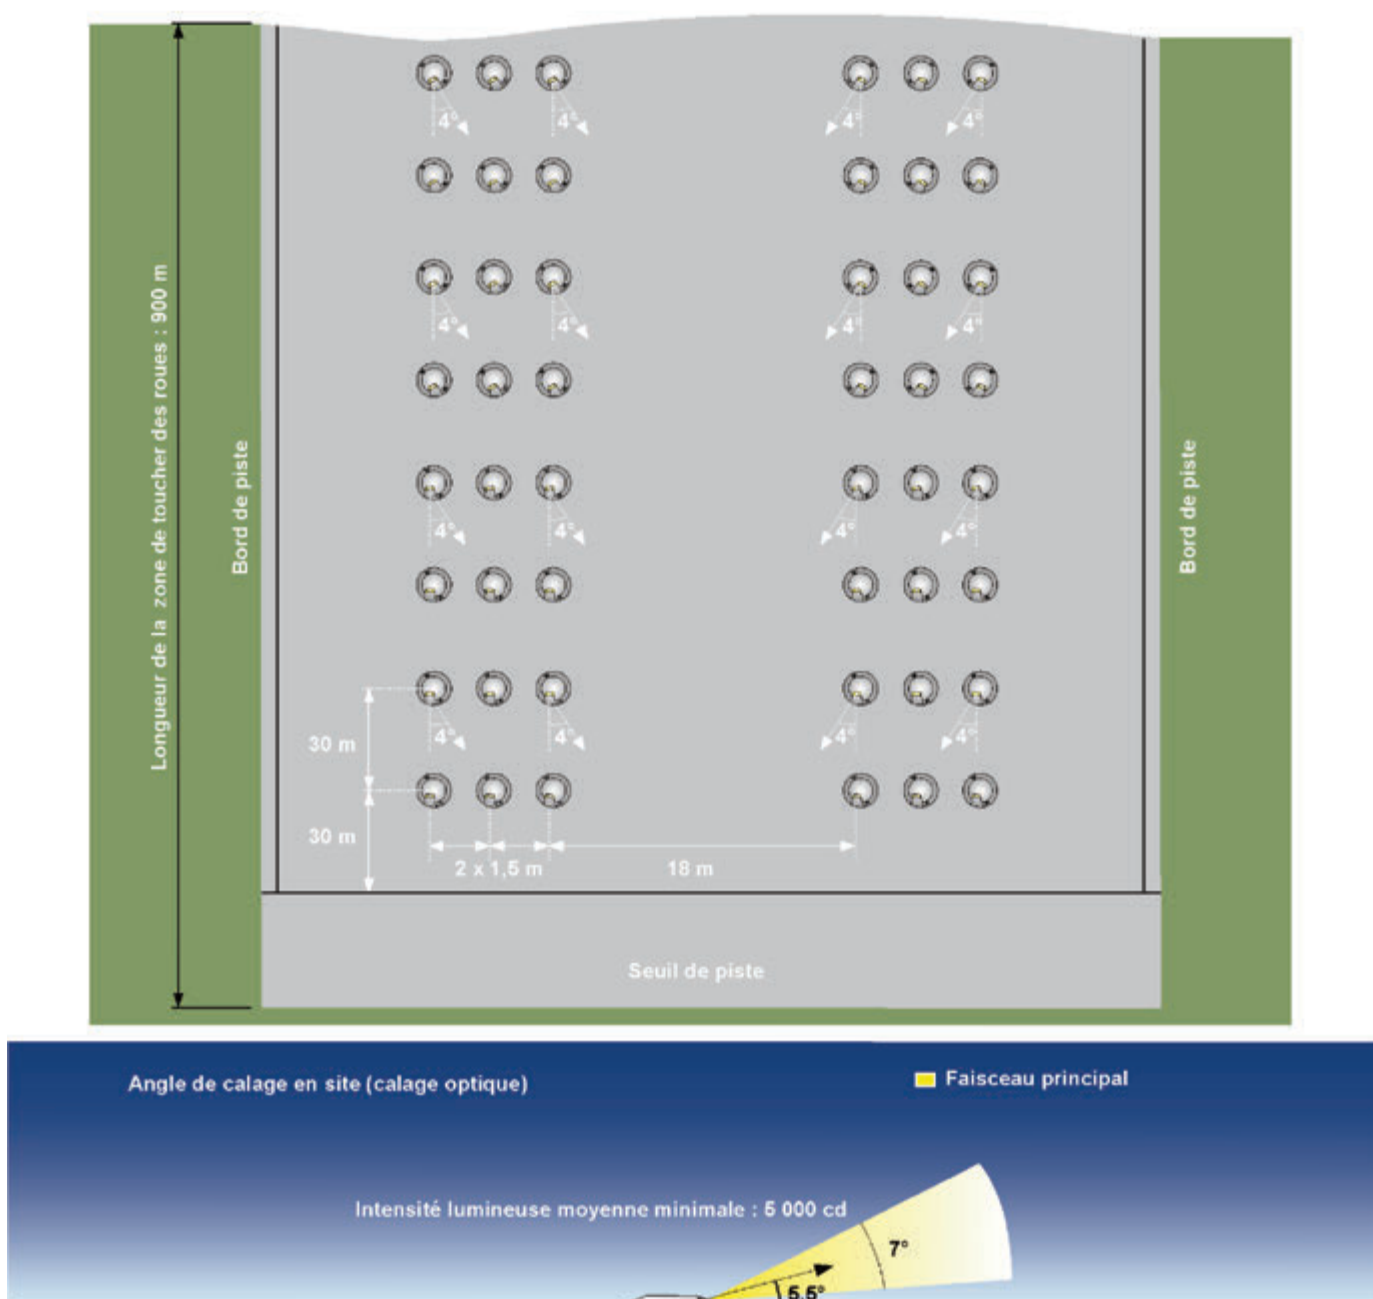 4° 4° 4° 4°
4° 4° 4° 4°
Longueur de la zone de toucher des roues : 900 m
Bord de piste
Bord de piste
4° 4° 4° 4°
4° 4° 4° 4°
30 m
30 m
2 x 1,5 m
18 m
Seuil de piste
Angle de calage en site (calage optique)
Faisceau principal
Intensité lumineuse moyenne minimale : 5 000 cd
7°
5,5°